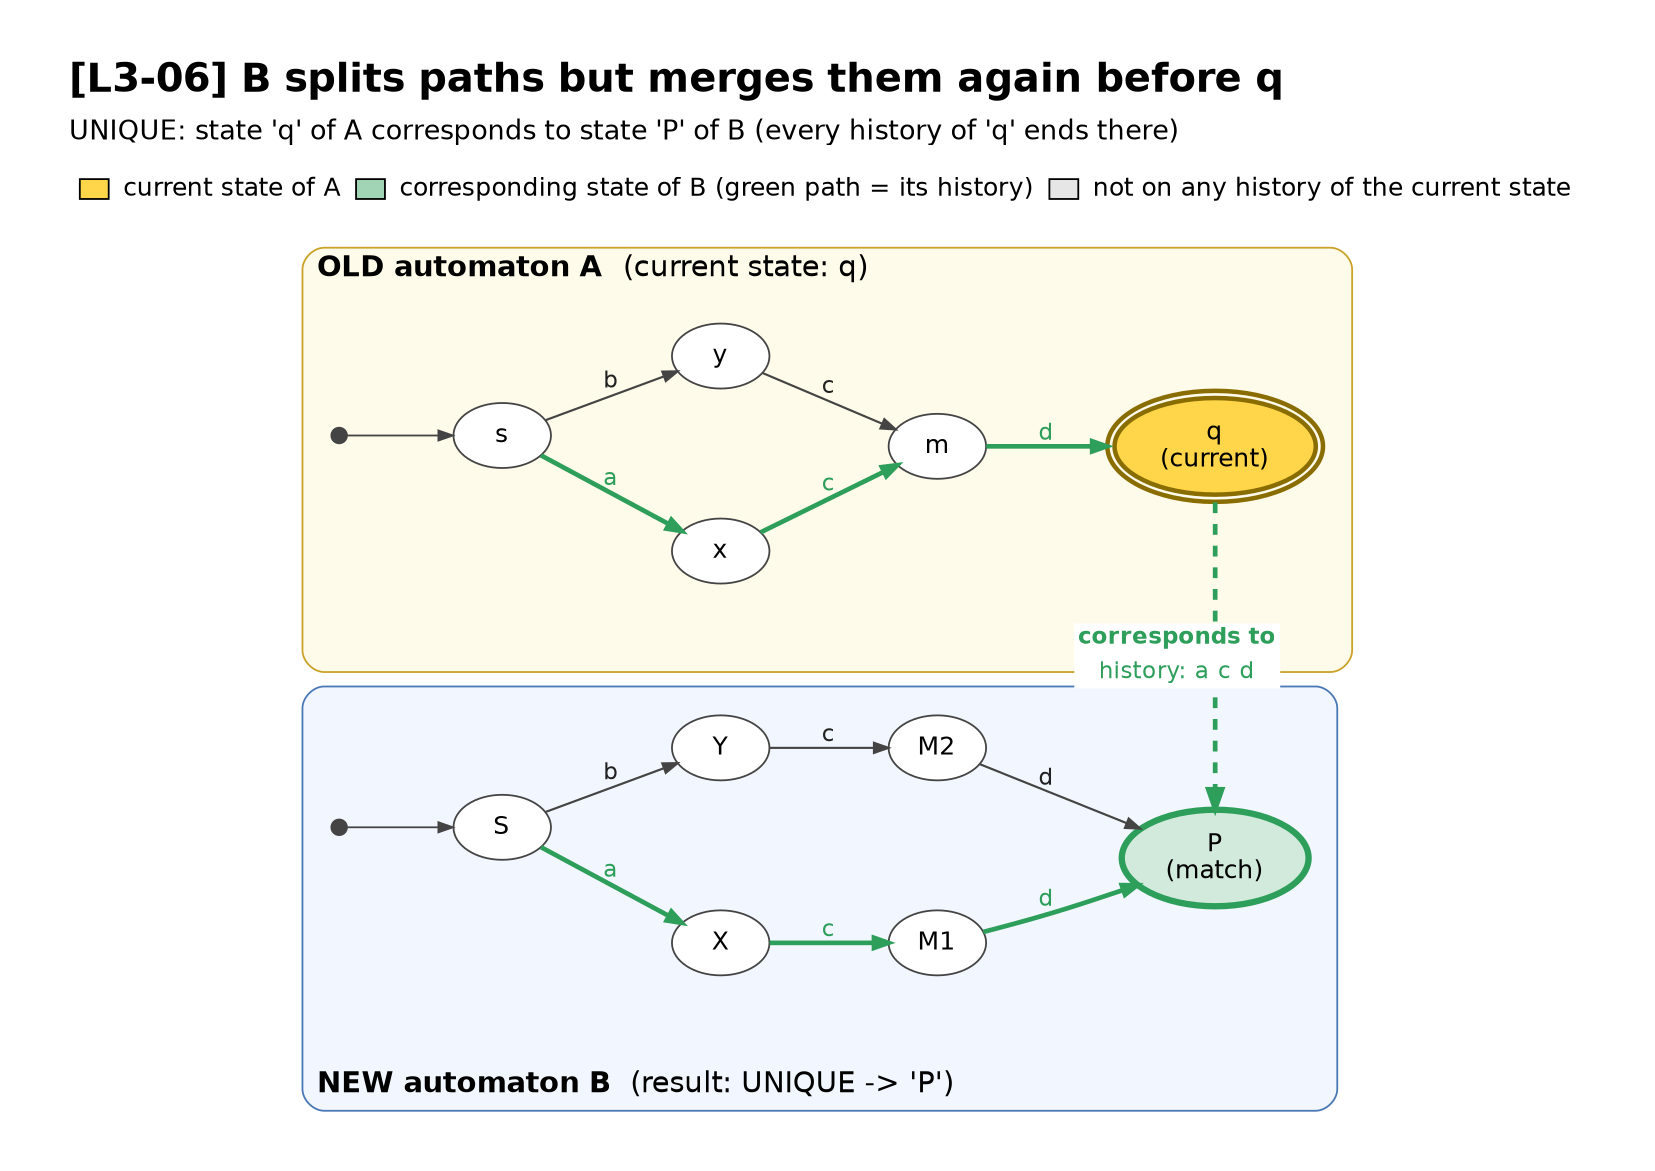 [L3-06] B splits paths but merges them again before q
UNIQUE: state 'q' of A corresponds to state 'P' of B (every history of 'q' ends there)
current state of A
corresponding state of B (green path = its history)
not on any history of the current state
OLD automaton A (current state: q)
y
b
c
s
m
d
q
(current)
a
c
x
corresponds to
history: a c d
Y
c
M2
b
d
S
P
(match)
a
d
X
c
M1
NEW automaton B (result: UNIQUE -> 'P')